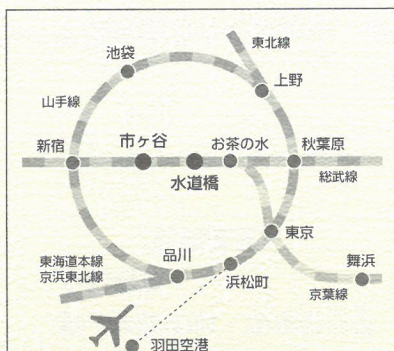 東北線
池袋
上野
山手線
新宿
市ヶ谷
お茶の水
秋葉原
水道橋
総武線
東京
品川
東海道本線
京浜東北線
浜松町
舞浜
京葉線
羽田空港